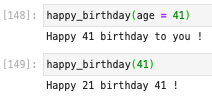 [148]: happy_birthday(age = 41)
Happy 41 birthday to you !
[149]: happy_birthday(41)
Happy 21 birthday 41 !